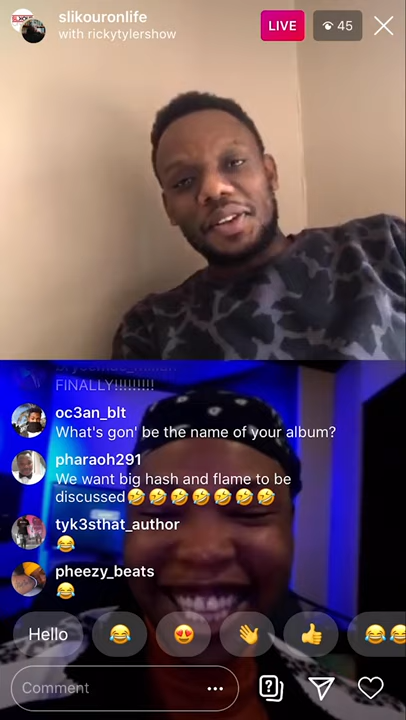 slikouronlife
with rickytylershow
LIVE
45
FINALLY!!!!!!!!!
oc3an_blt
What's gon' be the name of your album?
pharaoh291
We want big hash and flame to be
discussed🤣🤣🤣🤣🤣🤣🤣
tyk3sthat_author
😂
pheezy_beats
😂
Hello 😂 😍 👋 👍 😂😂
Comment